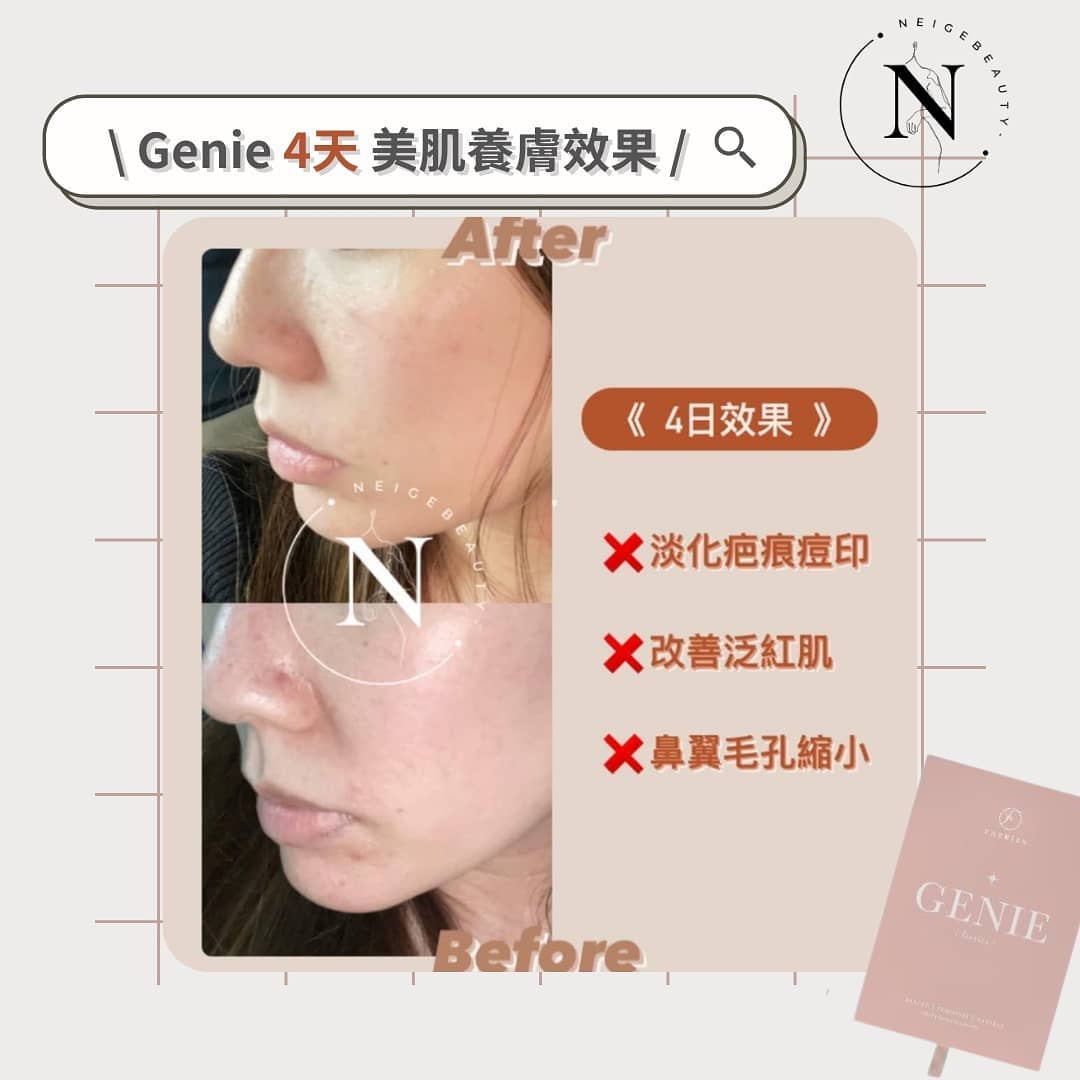 NEIGEBEAUTY.
N
\ Genie 4天 美肌養膚效果 /
After
《 4日效果 》
❌淡化疤痕痘印
❌改善泛紅肌
❌鼻翼毛孔縮小
NEIGEBEAUTY
N
Before
FAERIES
GENIE